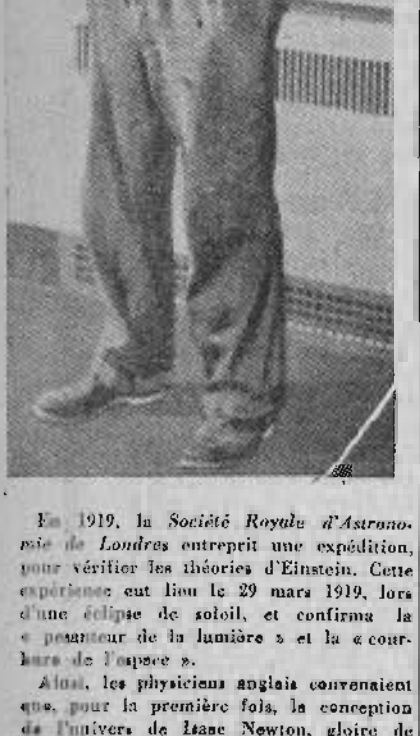 En 1919, la Société Royale d'Astrono-
mie de Londres entreprit une expédition,
pour vérifier les théories d'Einstein. Cette
expérience eut lieu le 29 mars 1919, lors
d'une éclipse de soleil, et confirma la
« pesanteur de la lumière » et la « cour-
bure de l'espace ».
Ainsi, les physiciens anglais convenaient
que, pour la première fois, la conception
de l'univers de Isaac Newton, gloire de